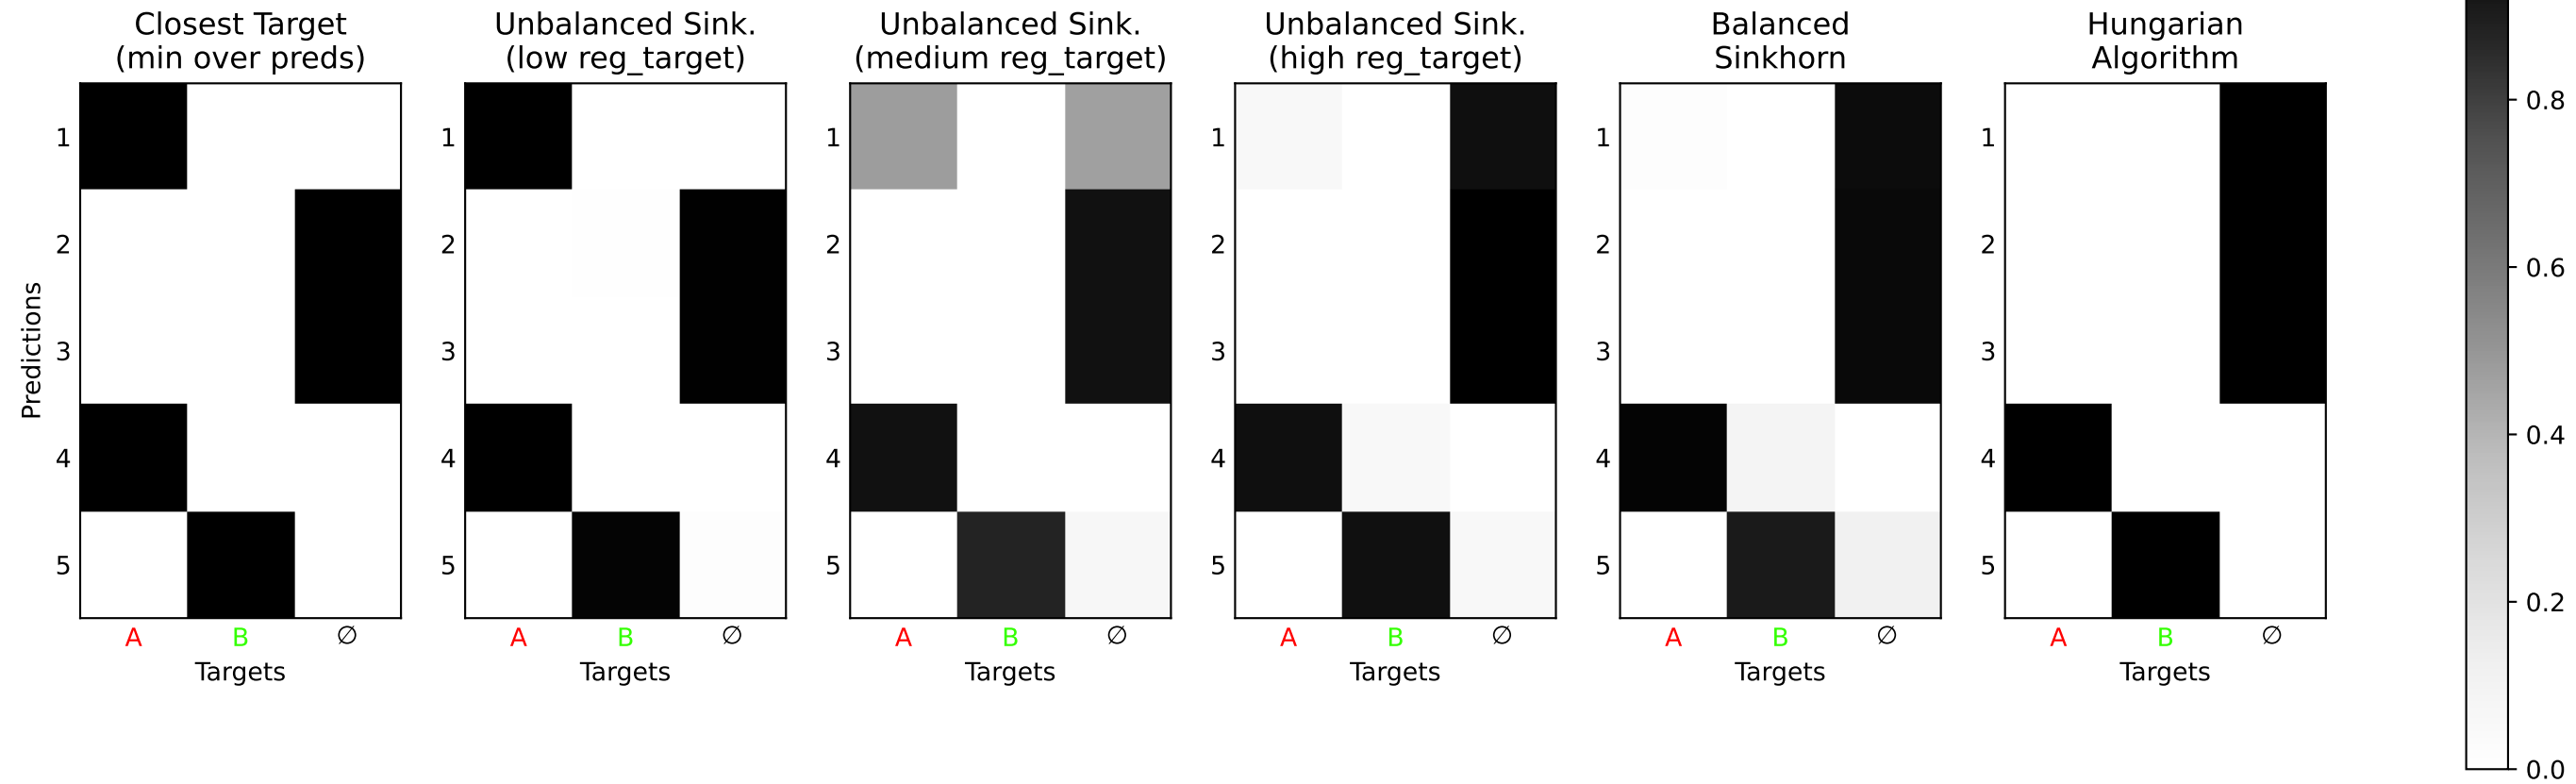 Closest Target
(min over preds)
Unbalanced Sink.
(low reg_target)
Unbalanced Sink.
(medium reg_target)
Unbalanced Sink.
(high reg_target)
Balanced
Sinkhorn
Hungarian
Algorithm
Predictions
1
2
3
4
5
A B ∅
Targets
1
2
3
4
5
A B ∅
Targets
1
2
3
4
5
A B ∅
Targets
1
2
3
4
5
A B ∅
Targets
1
2
3
4
5
A B ∅
Targets
1
2
3
4
5
A B ∅
Targets
0.8
0.6
0.4
0.2
0.0